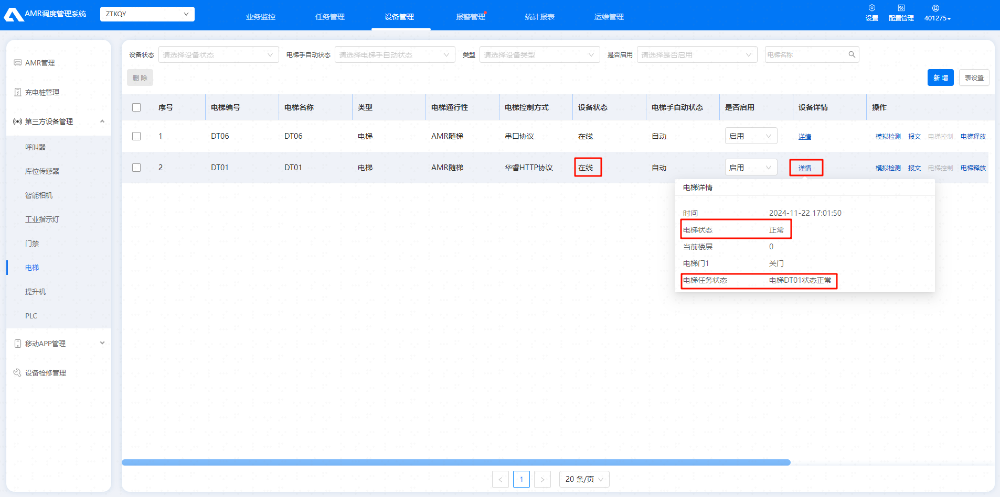 AMR调度管理系统
ZTKQY
业务监控
任务管理
设备管理
报警管理
统计报表
运维管理
设置
配置管理
401275
AMR管理
充电桩管理
第三方设备管理
呼叫器
库位传感器
智能相机
工业指示灯
门禁
电梯
提升机
PLC
移动APP管理
设备检修管理
设备状态 请选择设备状态 电梯手自动状态 请选择电梯手自动状态 类型 请选择设备类型 是否启用 请选择是否启用 电梯名称
删 除 新 增 表设置
序号 电梯编号 电梯名称 类型 电梯通行性 电梯控制方式 设备状态 电梯手自动状态 是否启用 设备详情 操作
1 DT06 DT06 电梯 AMR随梯 串口协议 在线 自动 启用 详情 模拟检测 报文 电梯控制 电梯释放
2 DT01 DT01 电梯 AMR随梯 华睿HTTP协议 在线 自动 启用 详情 模拟检测 报文 电梯控制 电梯释放
电梯详情
时间 2024-11-22 17:01:50
电梯状态 正常
当前楼层 0
电梯门1 关门
电梯任务状态 电梯DT01状态正常
< 1 > 20 条/页